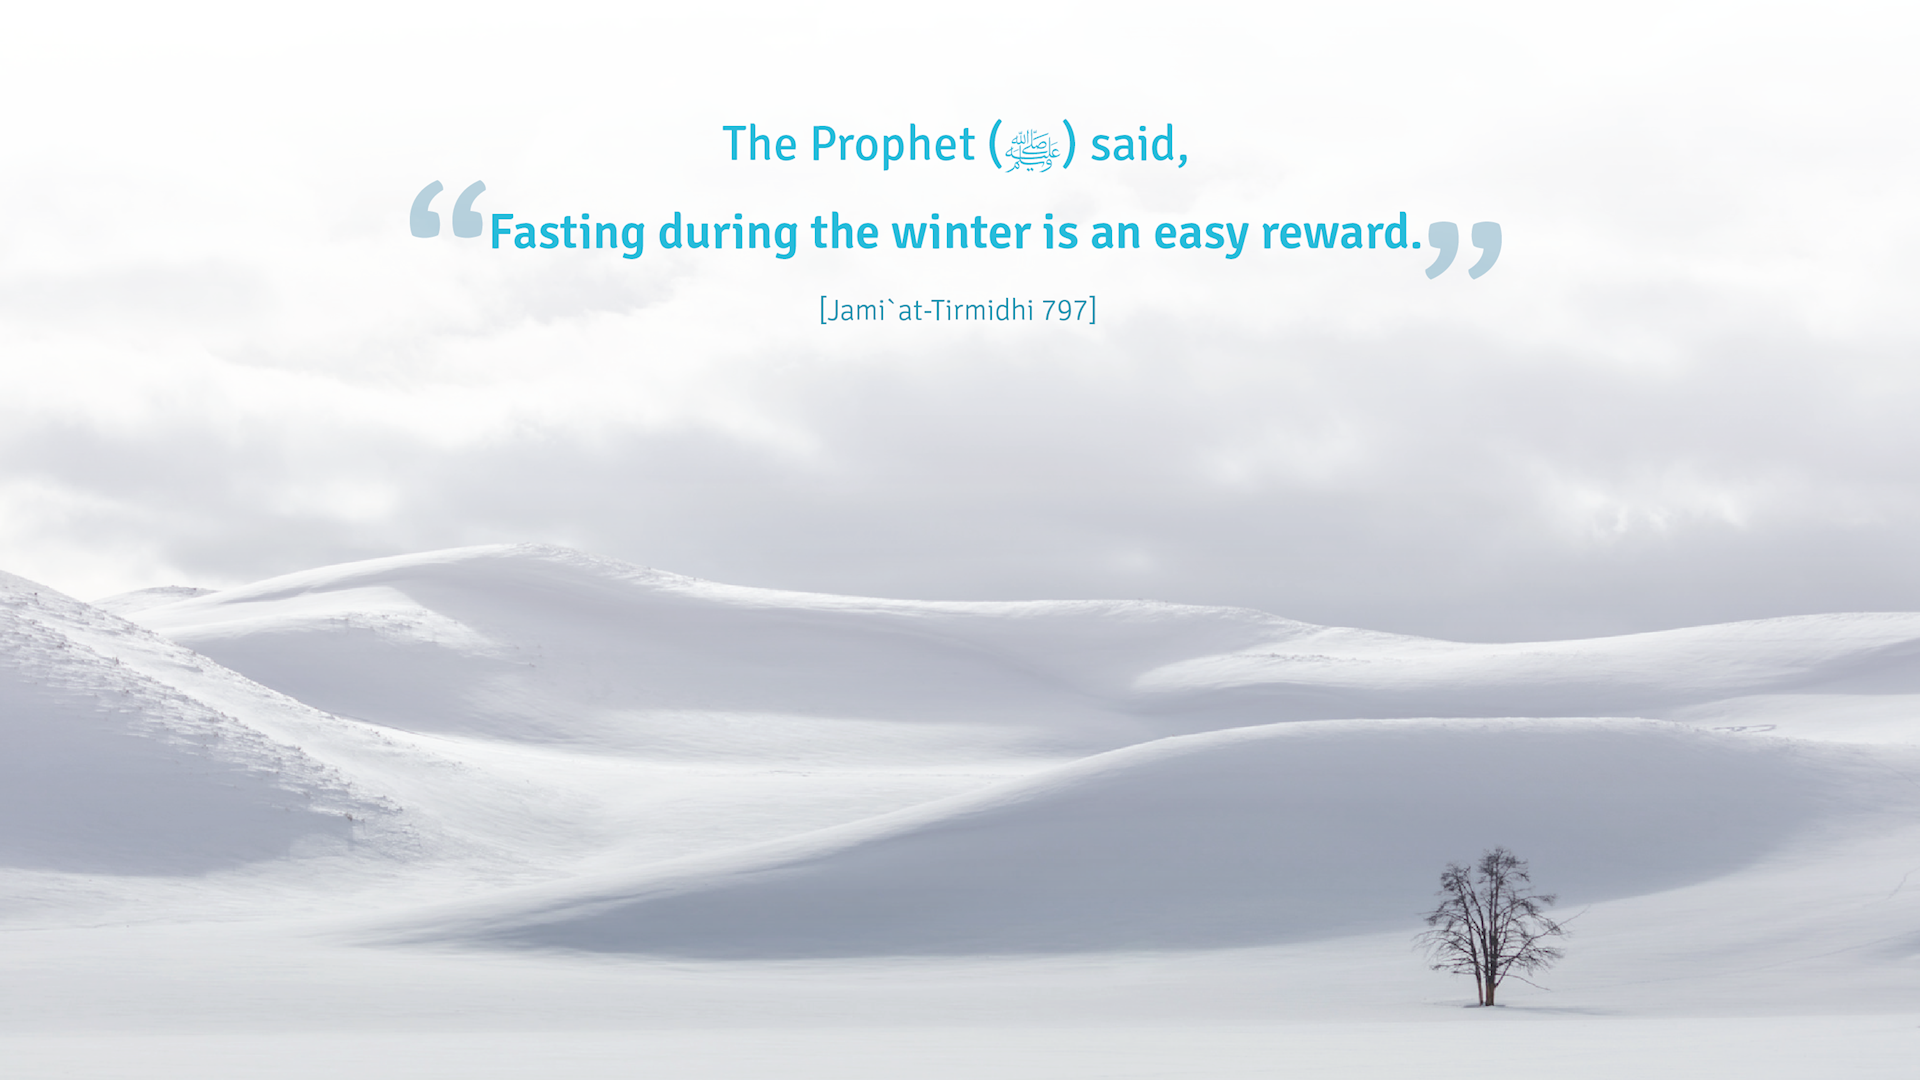 The Prophet (ﷺ) said,
“Fasting during the winter is an easy reward.”
[Jami`at-Tirmidhi 797]